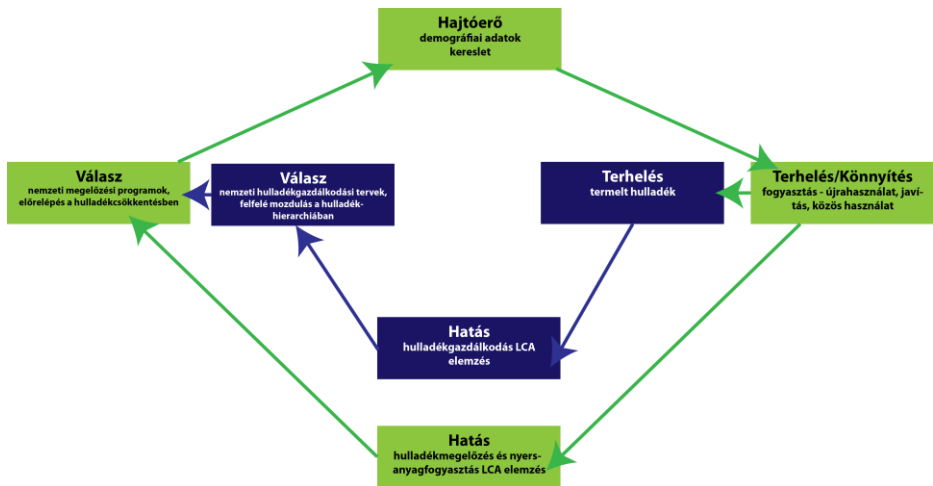 Hajtóerő
demográfiai adatok
kereslet
Válasz
nemzeti megelőzési programok,
előrelépés a hulladékcsökkentésben
Válasz
nemzeti hulladékgazdálkodási tervek,
felfelé mozdulás a hulladék-
hierarchiában
Terhelés
termelt hulladék
Terhelés/Könnyítés
fogyasztás - újrahasználat, javí-
tás, közös használat
Hatás
hulladékgazdálkodás LCA
elemzés
Hatás
hulladékmegelőzés és nyers-
anyagfogyasztás LCA elemzés